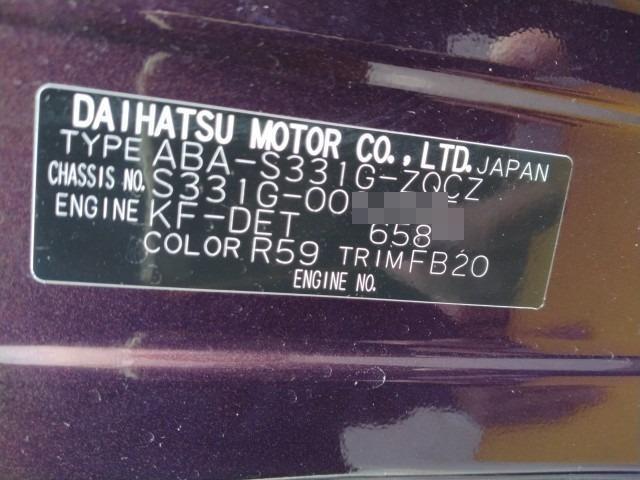 DAIHATSU MOTOR CO., LTD. JAPAN
TYPE ABA-S331G-ZQCZ
CHASSIS NO. S331G-00
ENGINE KF-DET 658
COLOR R59 TRIM FB20
ENGINE NO.